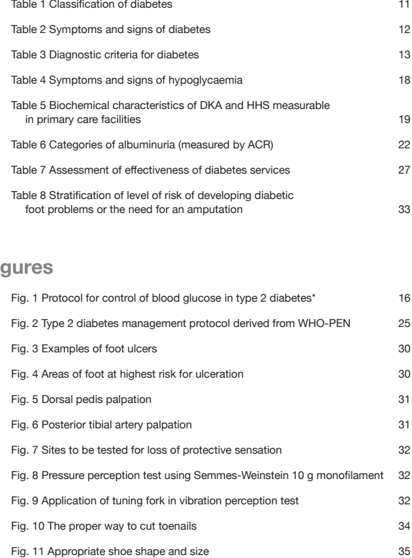 Table 1 Classification of diabetes 11
Table 2 Symptoms and signs of diabetes 12
Table 3 Diagnostic criteria for diabetes 13
Table 4 Symptoms and signs of hypoglycaemia 18
Table 5 Biochemical characteristics of DKA and HHS measurable
in primary care facilities 19
Table 6 Categories of albuminuria (measured by ACR) 22
Table 7 Assessment of effectiveness of diabetes services 27
Table 8 Stratification of level of risk of developing diabetic
foot problems or the need for an amputation 33
gures
Fig. 1 Protocol for control of blood glucose in type 2 diabetes* 16
Fig. 2 Type 2 diabetes management protocol derived from WHO-PEN 25
Fig. 3 Examples of foot ulcers 30
Fig. 4 Areas of foot at highest risk for ulceration 30
Fig. 5 Dorsal pedis palpation 31
Fig. 6 Posterior tibial artery palpation 31
Fig. 7 Sites to be tested for loss of protective sensation 32
Fig. 8 Pressure perception test using Semmes-Weinstein 10 g monofilament 32
Fig. 9 Application of tuning fork in vibration perception test 32
Fig. 10 The proper way to cut toenails 34
Fig. 11 Appropriate shoe shape and size 35